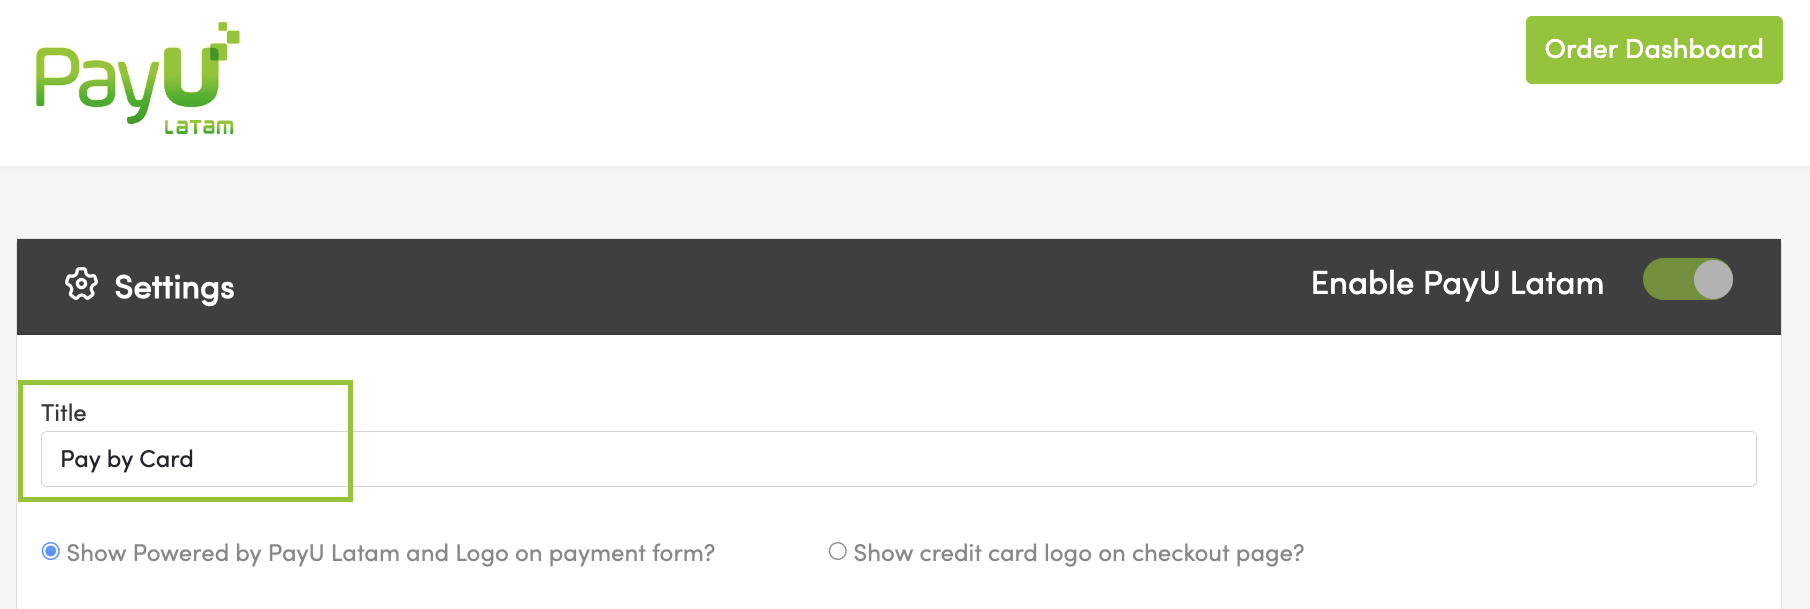 PayU
Latam
Order Dashboard
Settings
Enable PayU Latam
Title
Pay by Card
Show Powered by PayU Latam and Logo on payment form?
Show credit card logo on checkout page?